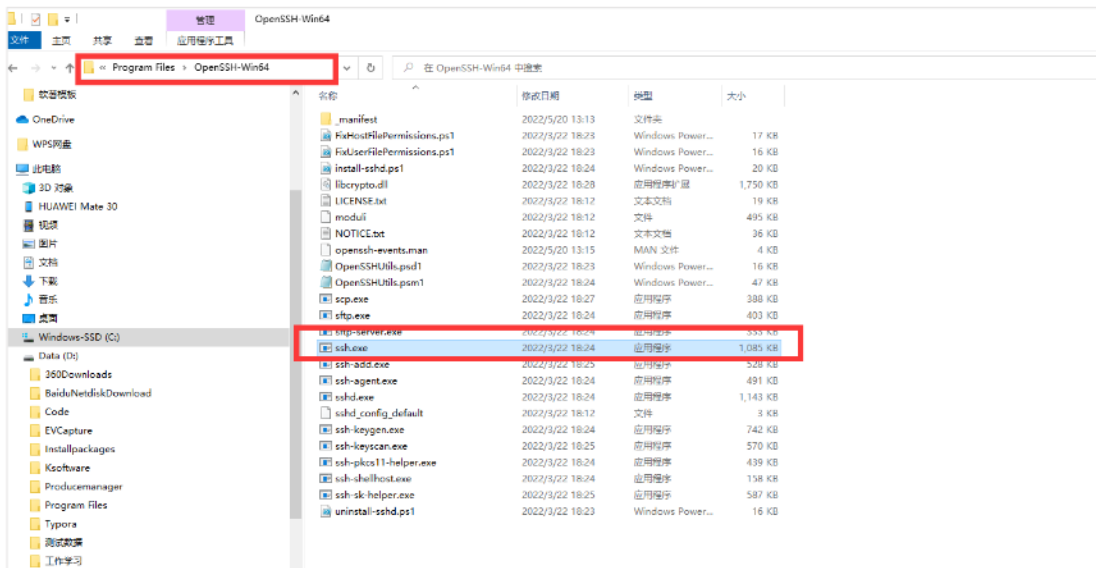 管理 OpenSSH-Win64
文件 主页 共享 查看 应用程序工具
« Program Files › OpenSSH-Win64 在 OpenSSH-Win64 中搜索
软著模板
OneDrive
WPS网盘
此电脑
3D 对象
HUAWEI Mate 30
视频
图片
文档
下载
音乐
桌面
Windows-SSD (C:)
Data (D:)
360Downloads
BaiduNetdiskDownload
Code
EVCapture
Installpackages
Ksoftware
Producemanager
Program Files
Typora
测试数据
工作学习
名称 修改日期 类型 大小
_manifest 2022/5/20 13:13 文件夹
FixHostFilePermissions.ps1 2022/3/22 18:23 Windows Power... 17 KB
FixUserFilePermissions.ps1 2022/3/22 18:23 Windows Power... 16 KB
install-sshd.ps1 2022/3/22 18:24 Windows Power... 20 KB
libcrypto.dll 2022/3/22 18:28 应用程序扩展 1,750 KB
LICENSE.txt 2022/3/22 18:12 文本文档 19 KB
moduli 2022/3/22 18:12 文件 495 KB
NOTICE.txt 2022/3/22 18:12 文本文档 36 KB
openssh-events.man 2022/5/20 13:15 MAN 文件 4 KB
OpenSSHUtils.psd1 2022/3/22 18:23 Windows Power... 16 KB
OpenSSHUtils.psm1 2022/3/22 18:24 Windows Power... 47 KB
scp.exe 2022/3/22 18:27 应用程序 388 KB
sftp.exe 2022/3/22 18:24 应用程序 403 KB
sftp-server.exe 2022/3/22 18:24 应用程序 353 KB
ssh.exe 2022/3/22 18:24 应用程序 1,085 KB
ssh-add.exe 2022/3/22 18:25 应用程序 528 KB
ssh-agent.exe 2022/3/22 18:24 应用程序 491 KB
sshd.exe 2022/3/22 18:24 应用程序 1,143 KB
sshd_config_default 2022/3/22 18:12 文件 3 KB
ssh-keygen.exe 2022/3/22 18:24 应用程序 742 KB
ssh-keyscan.exe 2022/3/22 18:25 应用程序 570 KB
ssh-pkcs11-helper.exe 2022/3/22 18:24 应用程序 439 KB
ssh-shellhost.exe 2022/3/22 18:24 应用程序 158 KB
ssh-sk-helper.exe 2022/3/22 18:25 应用程序 587 KB
uninstall-sshd.ps1 2022/3/22 18:23 Windows Power... 16 KB